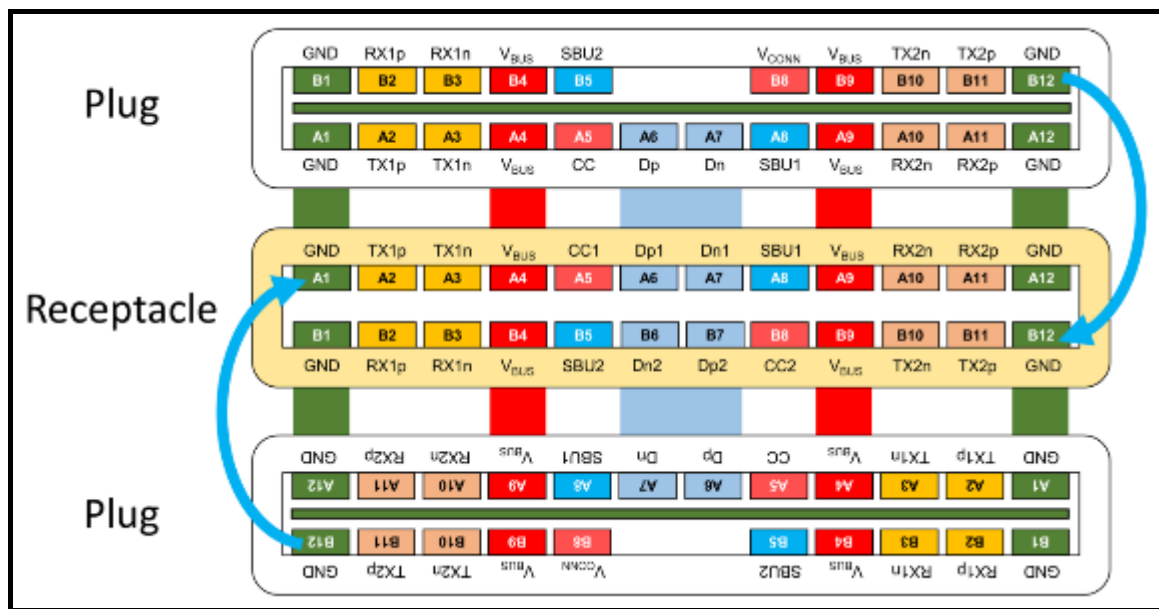 GND RX1p RX1n VBUS SBU2 VCONN VBUS TX2n TX2p GND
Plug
B1 B2 B3 B4 B5 B8 B9 B10 B11 B12
A1 A2 A3 A4 A5 A6 A7 A8 A9 A10 A11 A12
GND TX1p TX1n VBUS CC Dp Dn SBU1 VBUS RX2n RX2p GND
GND TX1p TX1n VBUS CC1 Dp1 Dn1 SBU1 VBUS RX2n RX2p GND
A1 A2 A3 A4 A5 A6 A7 A8 A9 A10 A11 A12
Receptacle
B1 B2 B3 B4 B5 B6 B7 B8 B9 B10 B11 B12
GND RX1p RX1n VBUS SBU2 Dn2 Dp2 CC2 VBUS TX2n TX2p GND
GND RX2p RX2n VBUS SBU1 Dn Dp CC VBUS TX1n TX1p GND
A12 A11 A10 A9 A8 A7 A6 A5 A4 A3 A2 A1
Plug
B12 B11 B10 B9 B8 B5 B4 B3 B2 B1
GND TX2p TX2n VBUS VCONN SBU2 VBUS RX1n RX1p GND